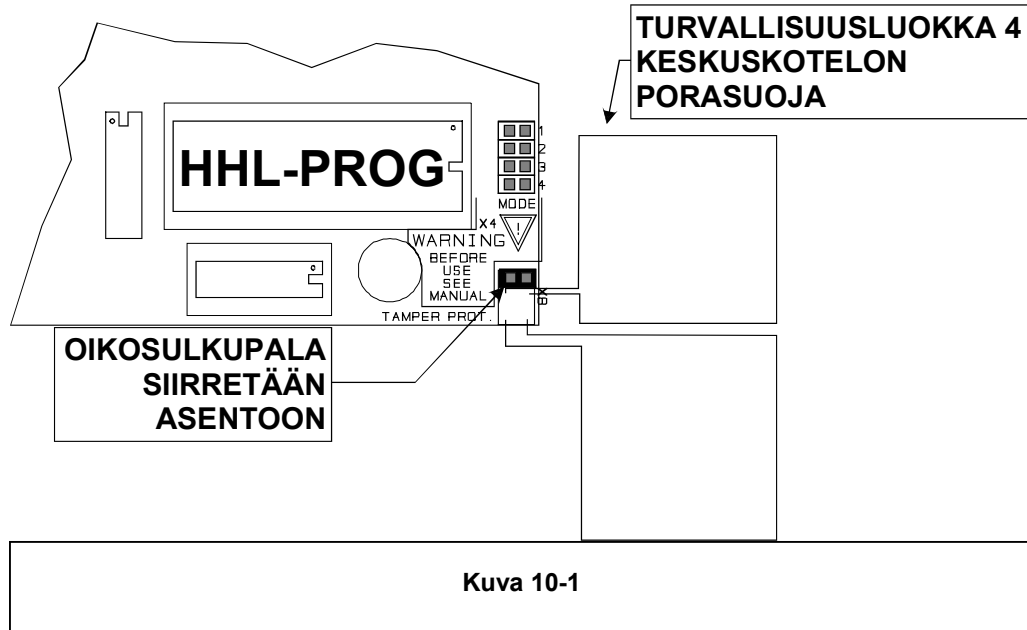 TURVALLISUUSLUOKKA 4
KESKUSKOTELON
PORASUOJA
HHL-PROG
1
2
3
4
MODE
X4
!
WARNING
BEFORE
USE
SEE
MANUAL
X8
TAMPER PROT.
OIKOSULKUPALA
SIIRRETÄÄN
ASENTOON
Kuva 10-1